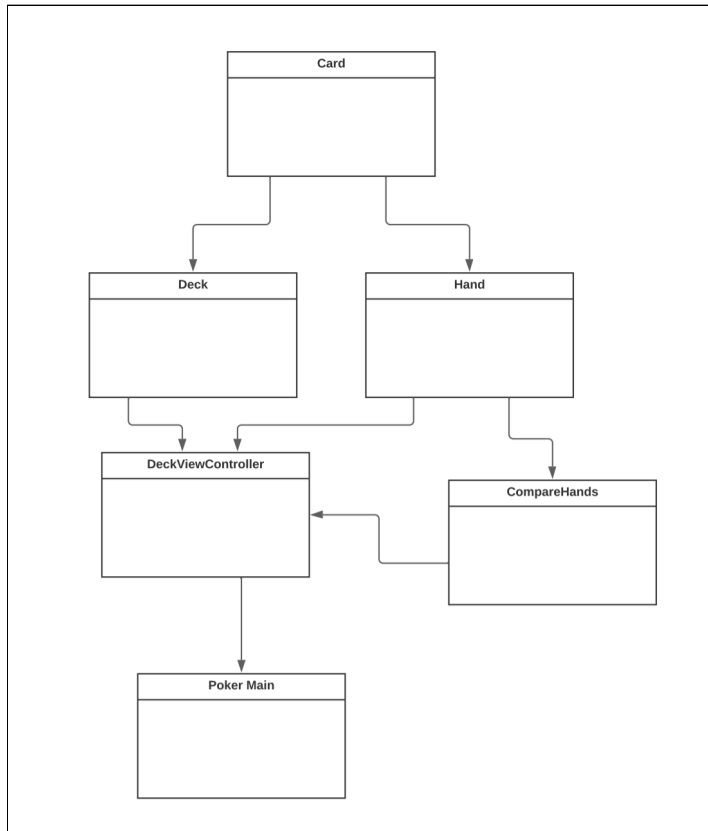 Card
Deck
Hand
DeckViewController
CompareHands
Poker Main